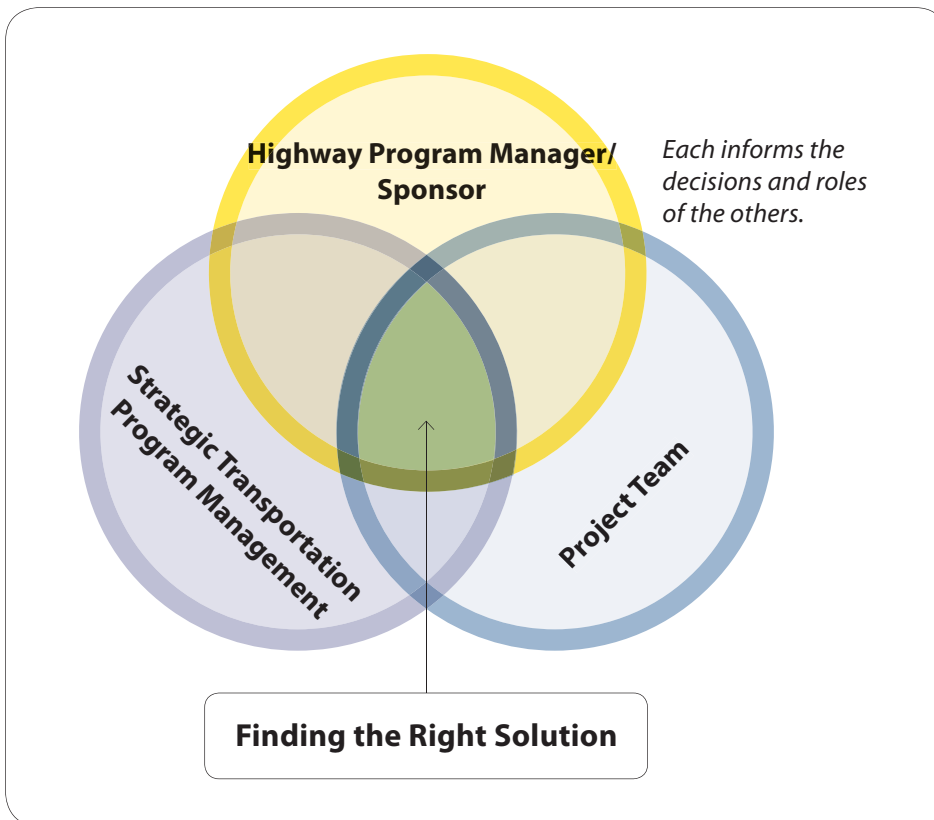 Highway Program Manager/
Sponsor
Each informs the
decisions and roles
of the others.
Strategic Transportation
Program Management
Project Team
Finding the Right Solution